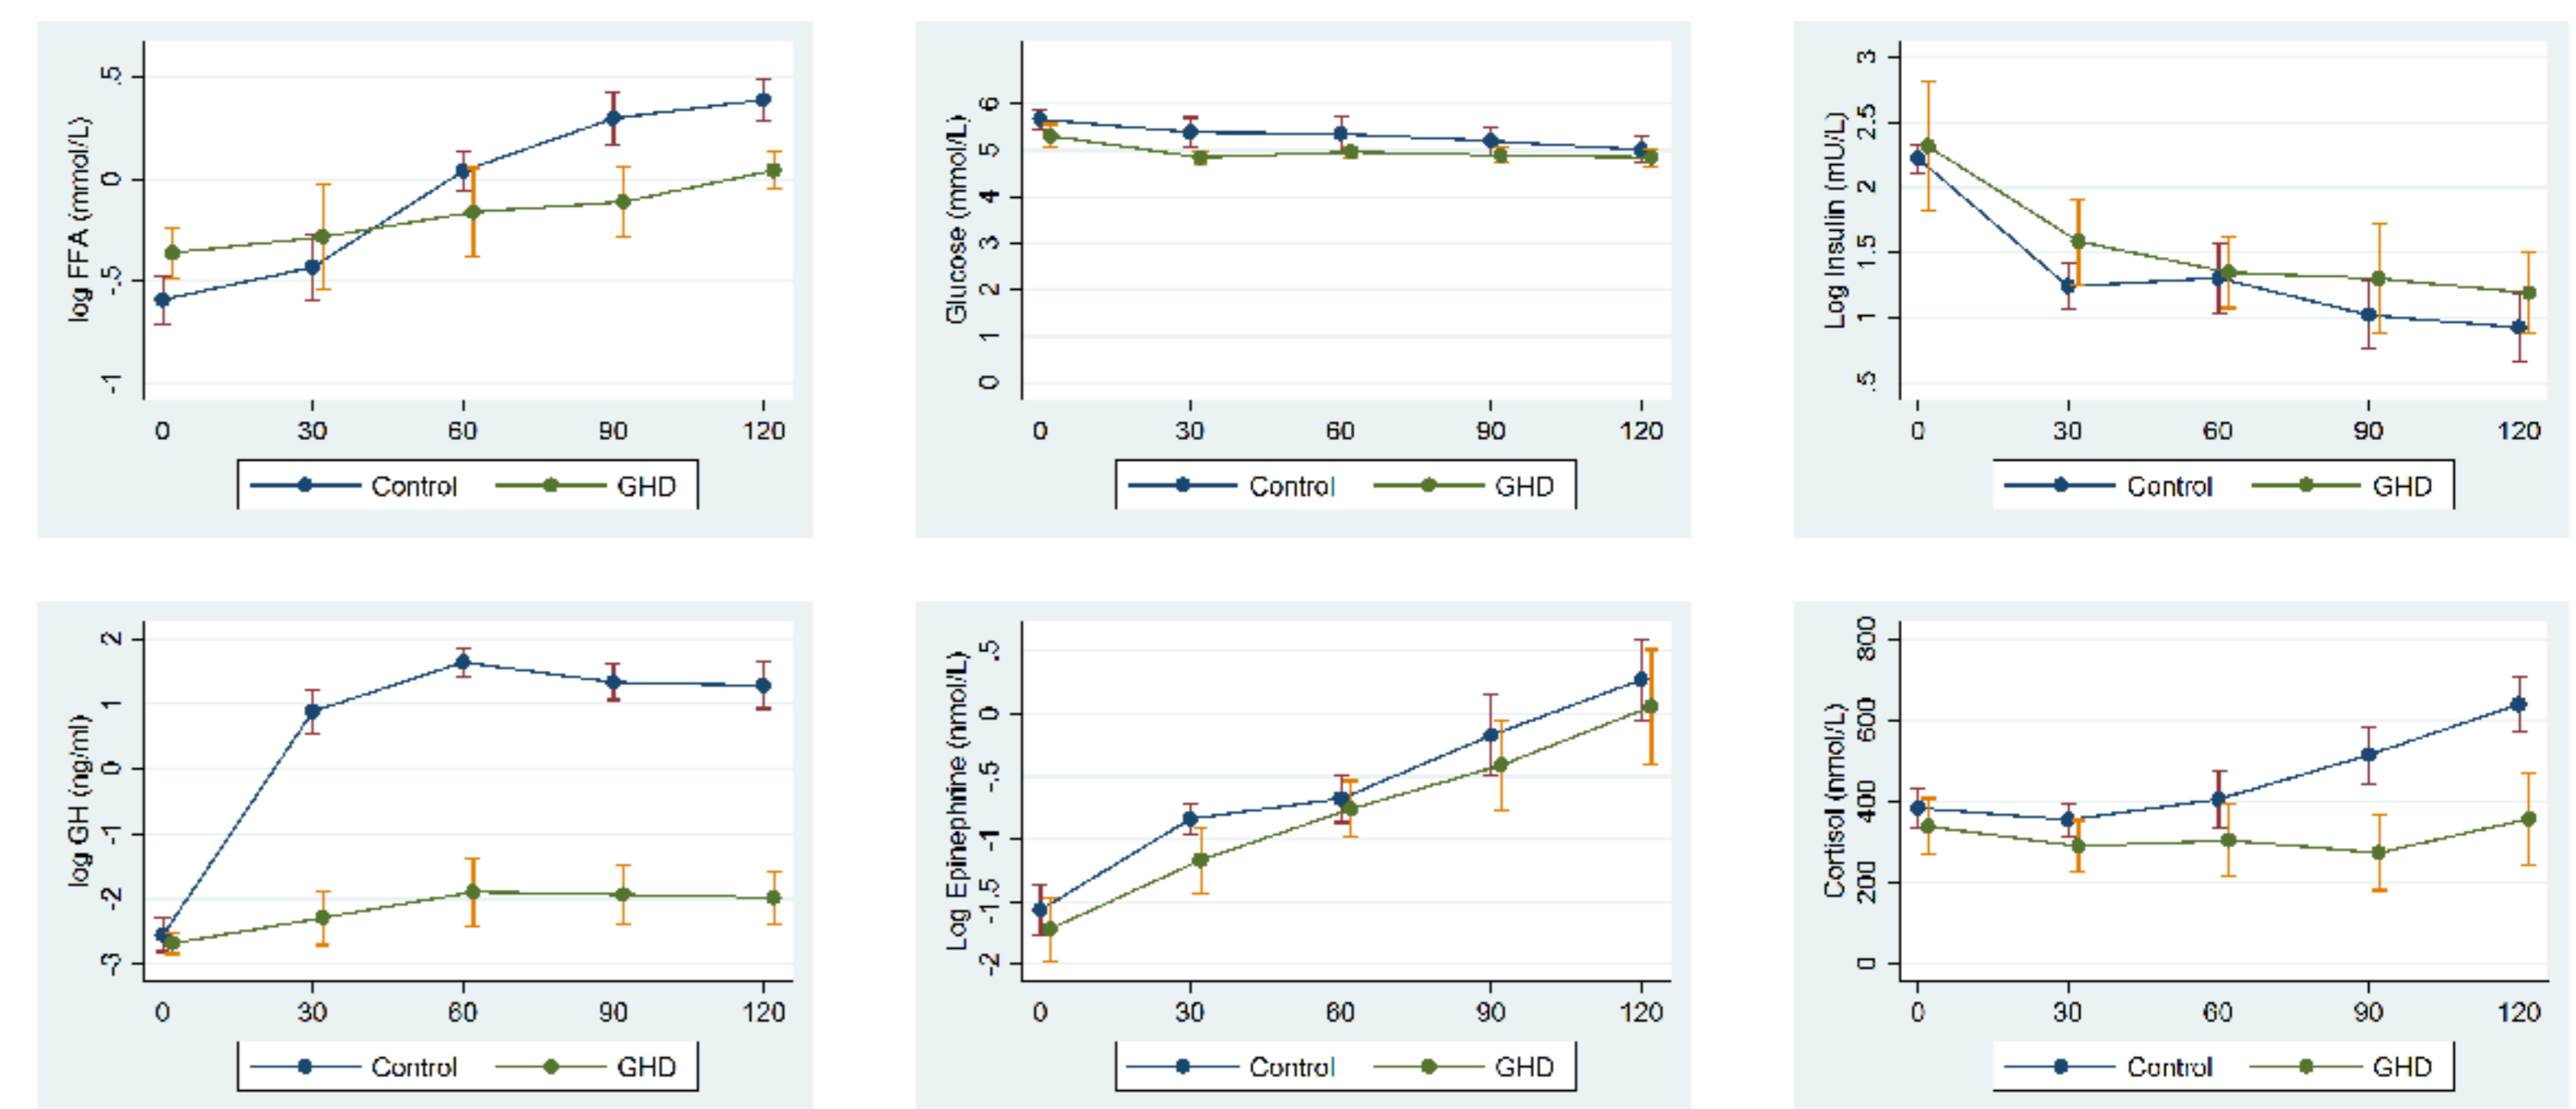 log FFA (mmol/L)
.5
0
-.5
-1
0 30 60 90 120
Control GHD
Glucose (mmol/L)
6
5
4
3
2
1
0
0 30 60 90 120
Control GHD
Log Insulin (mU/L)
3
2.5
2
1.5
1
.5
0 30 60 90 120
Control GHD
log GH (ng/ml)
2
1
0
-1
-2
-3
0 30 60 90 120
Control GHD
Log Epinephrine (nmol/L)
.5
0
-.5
-1
-1.5
-2
0 30 60 90 120
Control GHD
Cortisol (nmol/L)
800
600
400
200
0
0 30 60 90 120
Control GHD